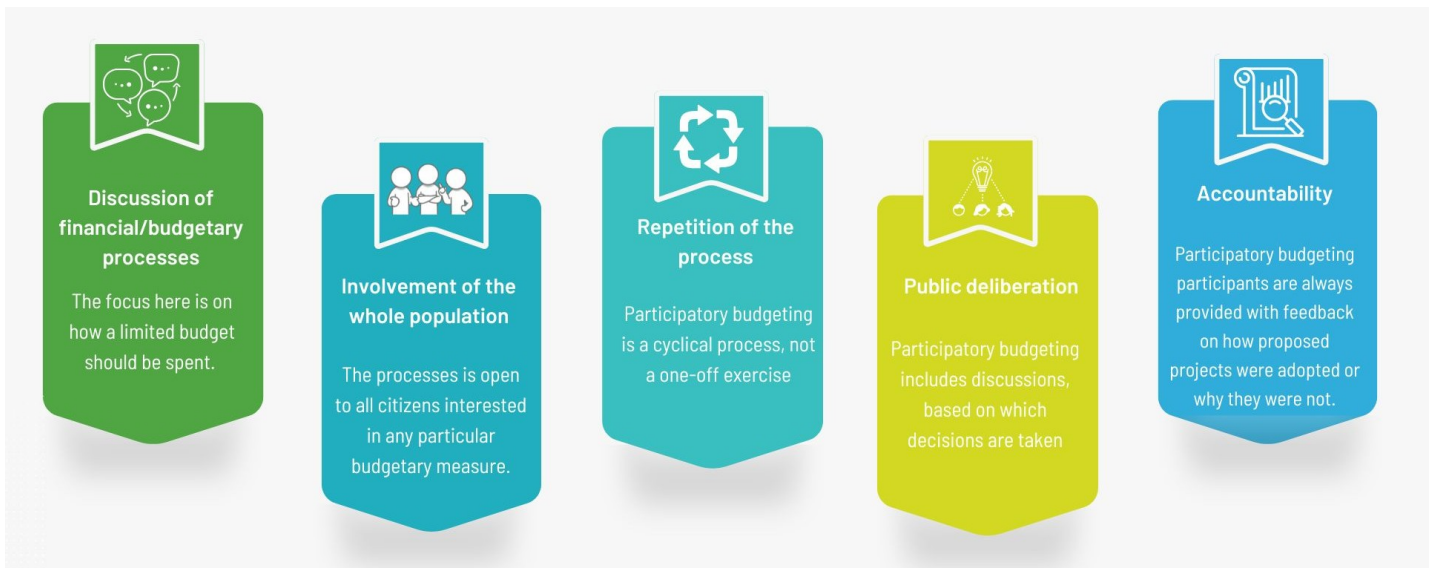 Discussion of
financial/budgetary
processes
The focus here is on
how a limited budget
should be spent.
Involvement of the
whole population
The processes is open
to all citizens interested
in any particular
budgetary measure.
Repetition of the
process
Participatory budgeting
is a cyclical process, not
a one-off exercise
Public deliberation
Participatory budgeting
includes discussions,
based on which
decisions are taken
Accountability
Participatory budgeting
participants are always
provided with feedback
on how proposed
projects were adopted or
why they were not.